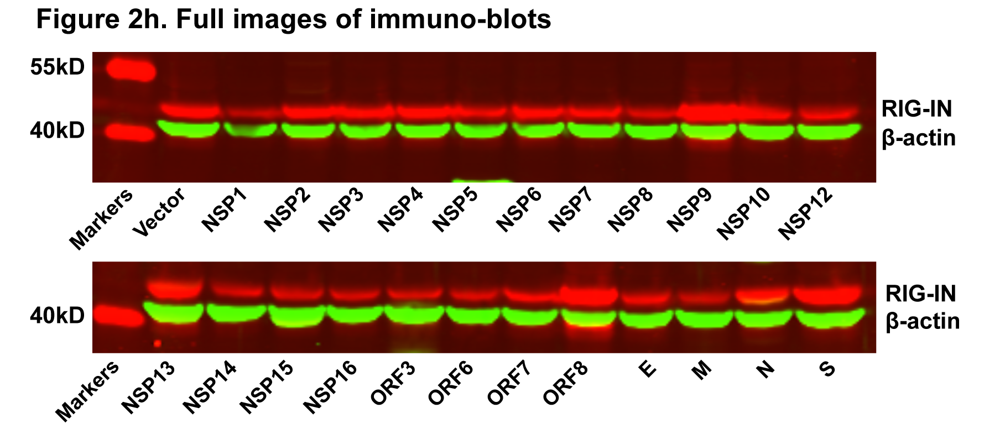 Figure 2h. Full images of immuno-blots
55kD
40kD
RIG-IN
β-actin
Markers Vector NSP1 NSP2 NSP3 NSP4 NSP5 NSP6 NSP7 NSP8 NSP9 NSP10 NSP12
40kD
RIG-IN
β-actin
Markers NSP13 NSP14 NSP15 NSP16 ORF3 ORF6 ORF7 ORF8 E M N S